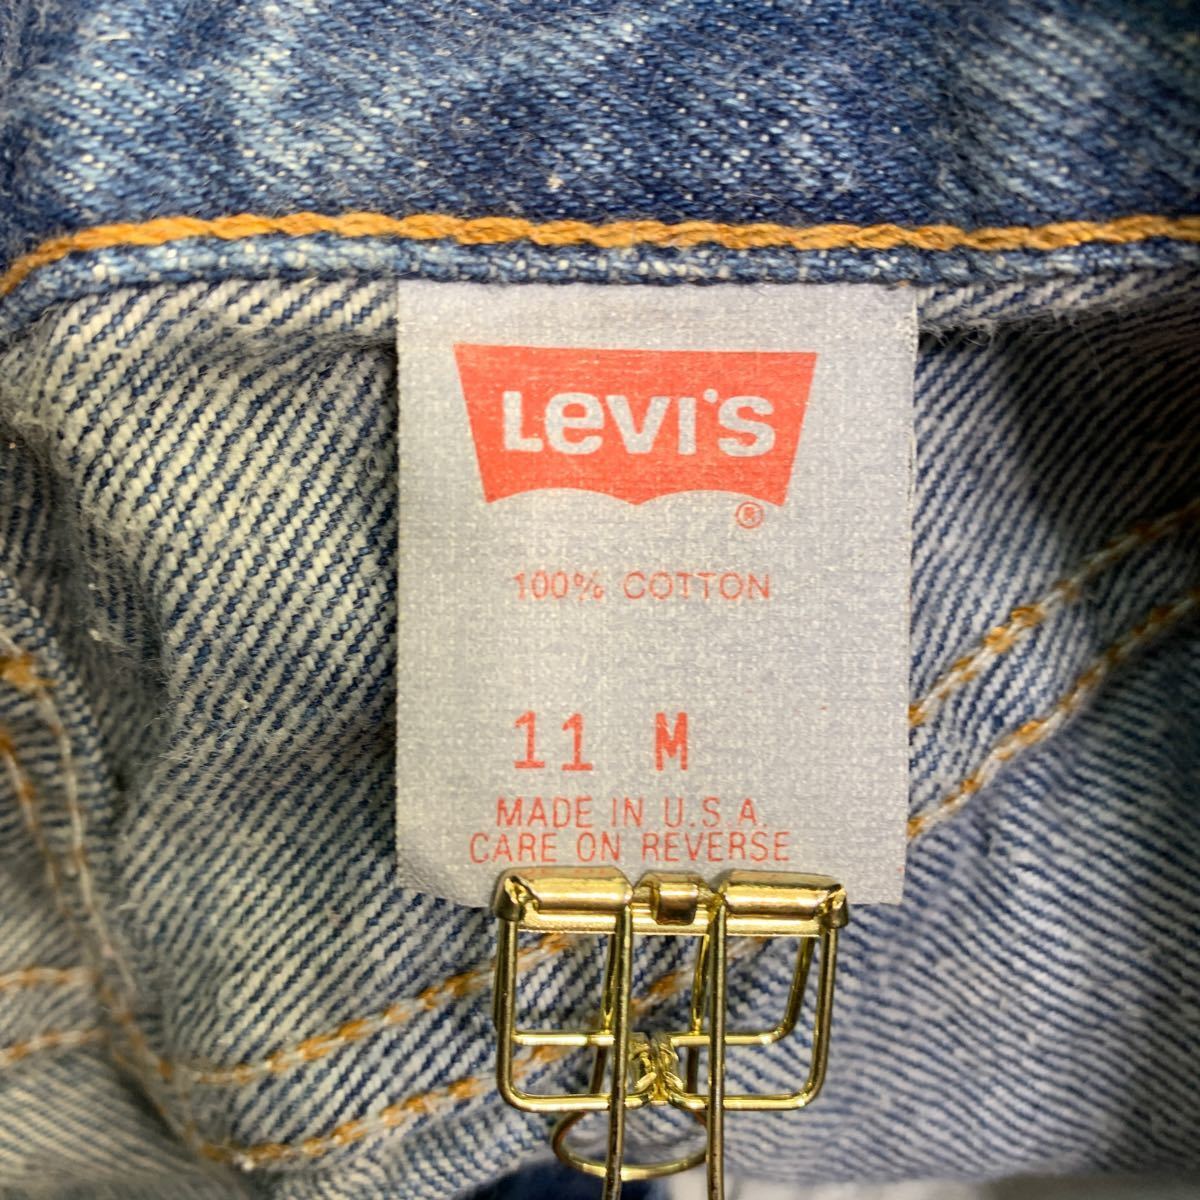 Levi's
®
100% COTTON
11 M
MADE IN U.S.A.
CARE ON REVERSE